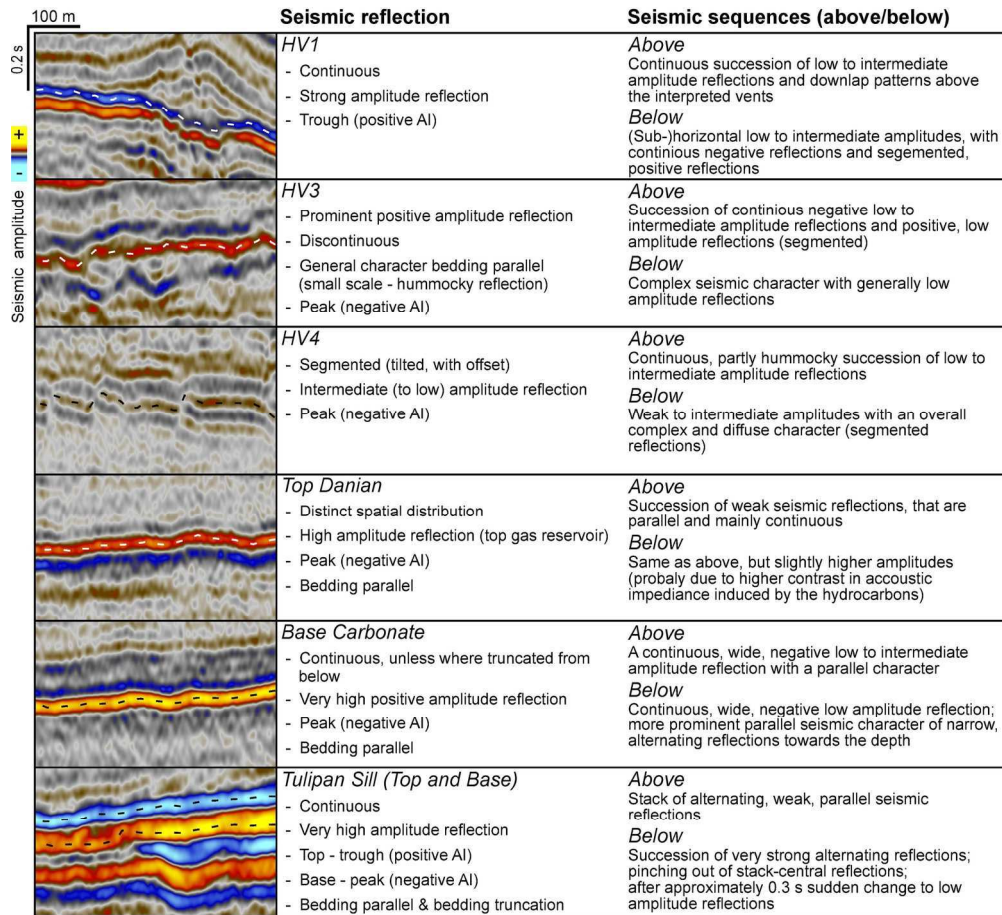 100 m
Seismic reflection
Seismic sequences (above/below)
0.2 s
+
-
Seismic amplitude
HV1
- Continuous
- Strong amplitude reflection
- Trough (positive AI)
Above
Continuous succession of low to intermediate
amplitude reflections and downlap patterns above
the interpreted vents
Below
(Sub-)horizontal low to intermediate amplitudes, with
continious negative reflections and segemented,
positive reflections
HV3
- Prominent positive amplitude reflection
- Discontinuous
- General character bedding parallel
(small scale - hummocky reflection)
- Peak (negative AI)
Above
Succession of continious negative low to
intermediate amplitude reflections and positive, low
amplitude reflections (segmented)
Below
Complex seismic character with generally low
amplitude reflections
HV4
- Segmented (tilted, with offset)
- Intermediate (to low) amplitude reflection
- Peak (negative AI)
Above
Continuous, partly hummocky succession of low to
intermediate amplitude reflections
Below
Weak to intermediate amplitudes with an overall
complex and diffuse character (segmented
reflections)
Top Danian
- Distinct spatial distribution
- High amplitude reflection (top gas reservoir)
- Peak (negative AI)
- Bedding parallel
Above
Succession of weak seismic reflections, that are
parallel and mainly continuous
Below
Same as above, but slightly higher amplitudes
(probaly due to higher contrast in accoustic
impedance induced by the hydrocarbons)
Base Carbonate
- Continuous, unless where truncated from
below
- Very high positive amplitude reflection
- Peak (negative AI)
- Bedding parallel
Above
A continuous, wide, negative low to intermediate
amplitude reflection with a parallel character
Below
Continuous, wide, negative low amplitude reflection;
more prominent parallel seismic character of narrow,
alternating reflections towards the depth
Tulipan Sill (Top and Base)
- Continuous
- Very high amplitude reflection
- Top - trough (positive AI)
- Base - peak (negative AI)
- Bedding parallel & bedding truncation
Above
Stack of alternating, weak, parallel seismic
reflections
Below
Succession of very strong alternating reflections;
pinching out of stack-central reflections;
after approximately 0.3 s sudden change to low
amplitude reflections